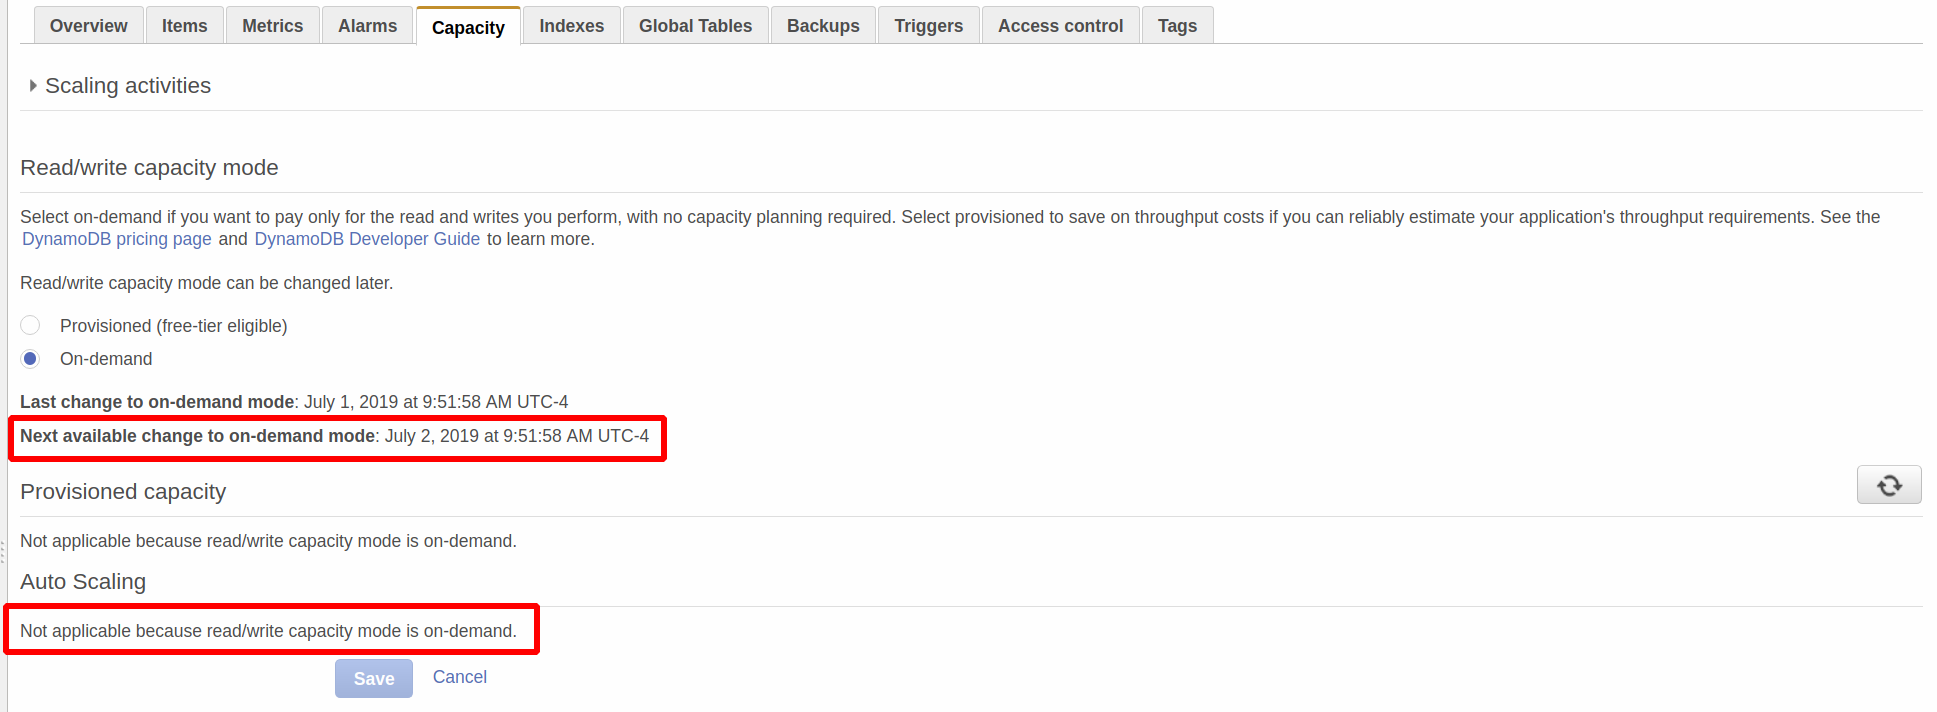 Overview Items Metrics Alarms Capacity Indexes Global Tables Backups Triggers Access control Tags
Scaling activities
Read/write capacity mode
Select on-demand if you want to pay only for the read and writes you perform, with no capacity planning required. Select provisioned to save on throughput costs if you can reliably estimate your application's throughput requirements. See the
DynamoDB pricing page and DynamoDB Developer Guide to learn more.
Read/write capacity mode can be changed later.
Provisioned (free-tier eligible)
On-demand
Last change to on-demand mode: July 1, 2019 at 9:51:58 AM UTC-4
Next available change to on-demand mode: July 2, 2019 at 9:51:58 AM UTC-4
Provisioned capacity
Not applicable because read/write capacity mode is on-demand.
Auto Scaling
Not applicable because read/write capacity mode is on-demand.
Save Cancel